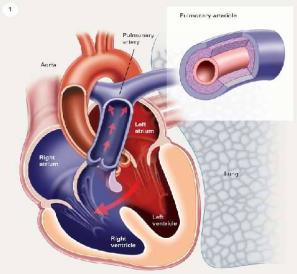 1
Pulmonary arteriole
Pulmonary
artery
Aorta
Left
atrium
Right
atrium
Lung
Left
ventricle
Right
ventricle